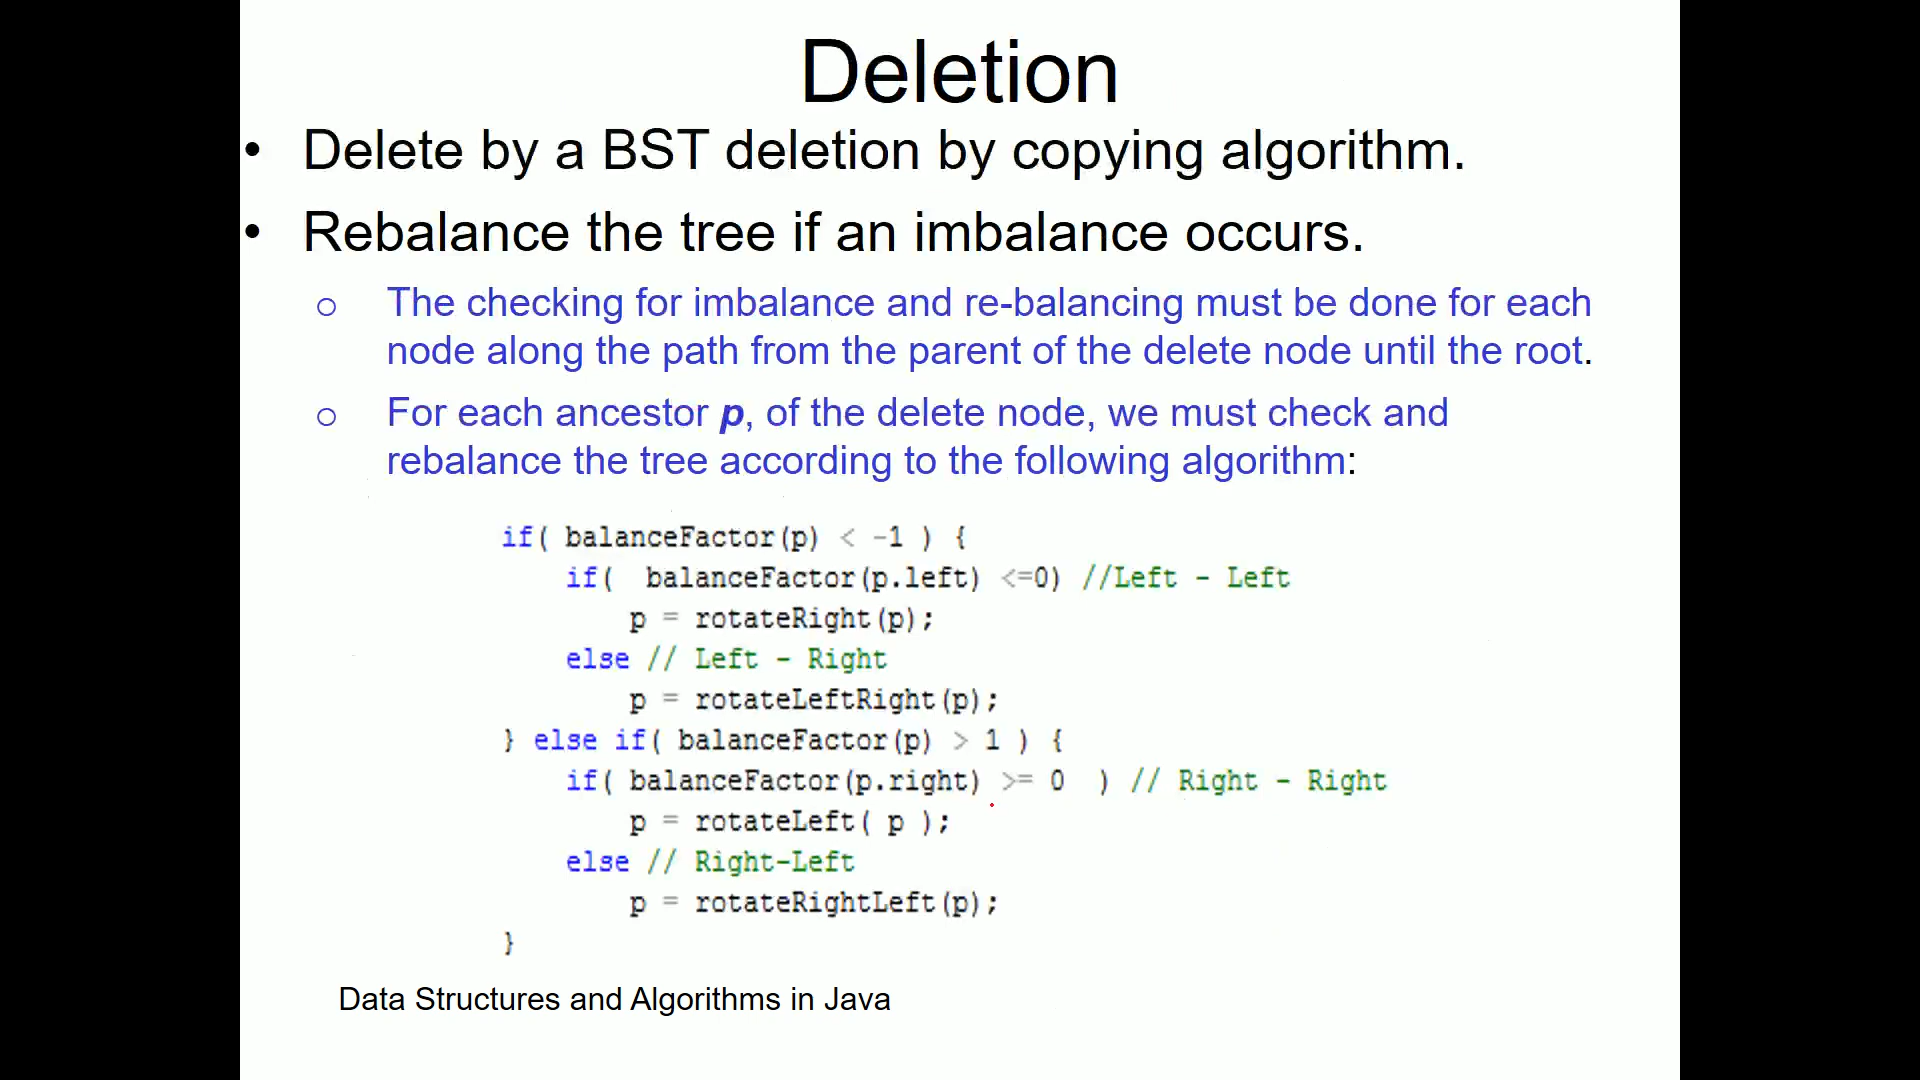 Deletion
• Delete by a BST deletion by copying algorithm.
• Rebalance the tree if an imbalance occurs.
o The checking for imbalance and re-balancing must be done for each
node along the path from the parent of the delete node until the root.
o For each ancestor p, of the delete node, we must check and
rebalance the tree according to the following algorithm:
if( balanceFactor(p) < -1 ) {
if(  balanceFactor(p.left) <=0) //Left - Left
p = rotateRight(p);
else // Left - Right
p = rotateLeftRight(p);
} else if( balanceFactor(p) > 1 ) {
if( balanceFactor(p.right) >= 0  ) // Right - Right
p = rotateLeft( p );
else // Right-Left
p = rotateRightLeft(p);
}
Data Structures and Algorithms in Java